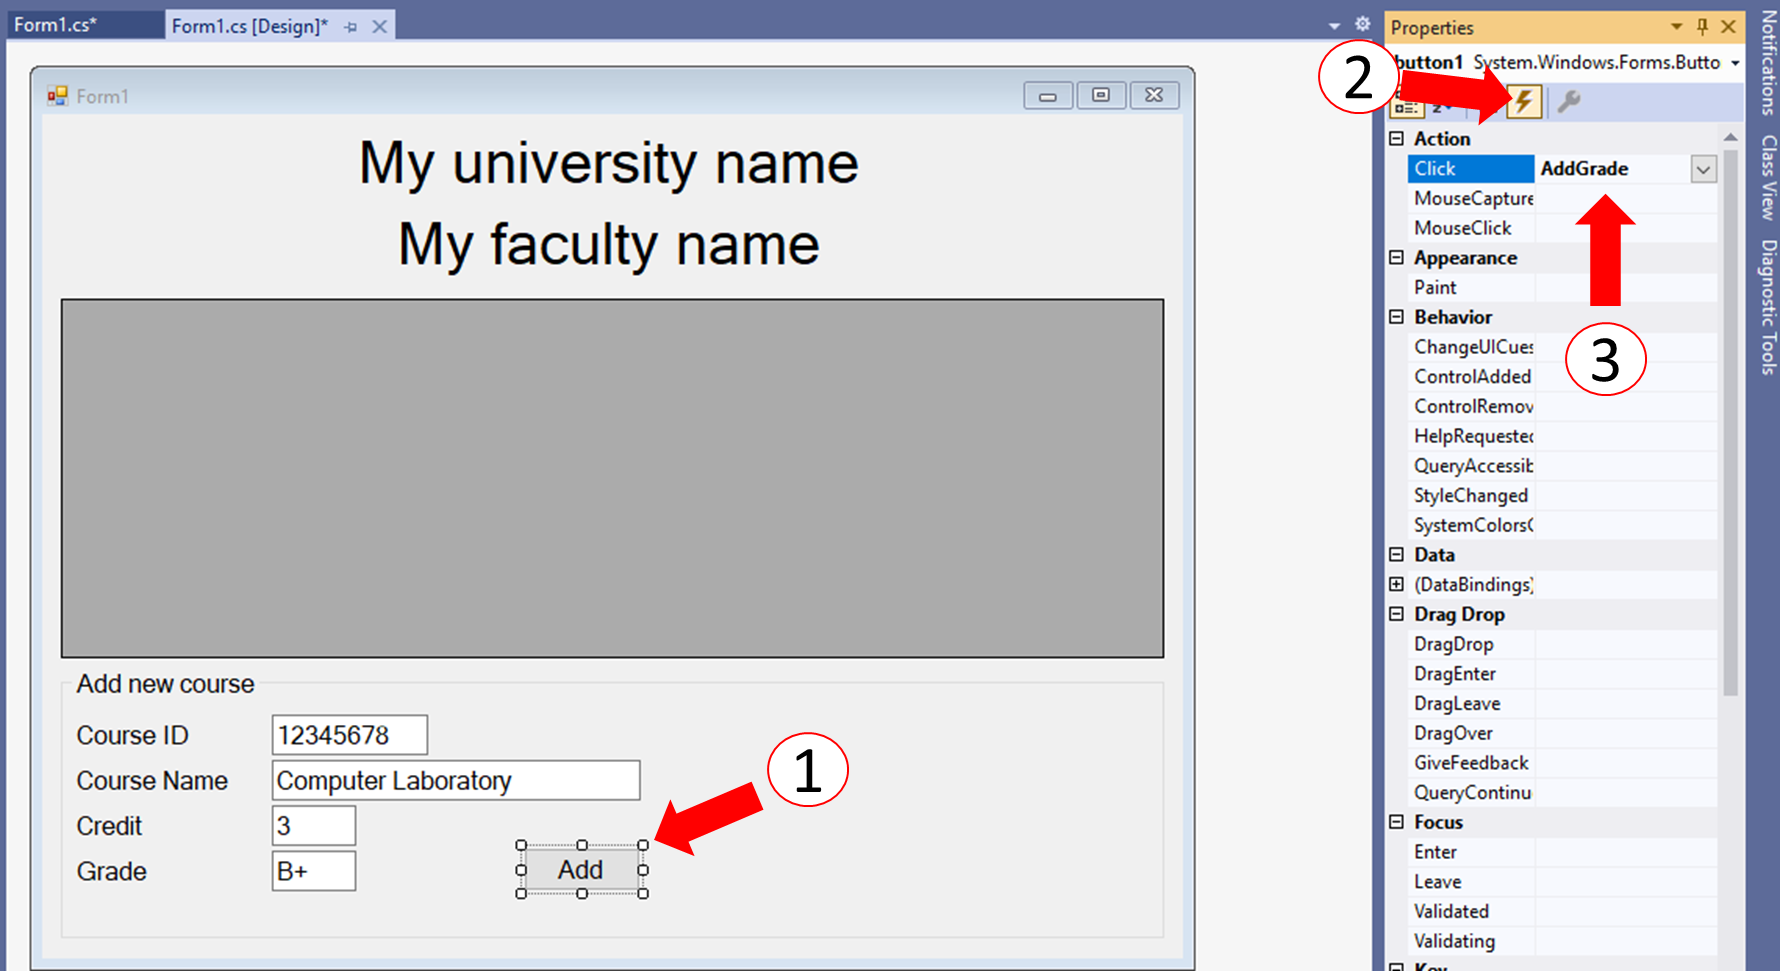 Form1.cs*
Form1.cs [Design]*
Form1
My university name
My faculty name
Add new course
Course ID
12345678
Course Name
Computer Laboratory
Credit
3
Grade
B+
Add
1
2
3
Properties
button1 System.Windows.Forms.Butto
Action
Click
AddGrade
MouseCapture
MouseClick
Appearance
Paint
Behavior
ChangeUICues
ControlAdded
ControlRemov
HelpRequested
QueryAccessib
StyleChanged
SystemColorsC
Data
(DataBindings)
Drag Drop
DragDrop
DragEnter
DragLeave
DragOver
GiveFeedback
QueryContinu
Focus
Enter
Leave
Validated
Validating
Key
Notifications
Class View
Diagnostic Tools